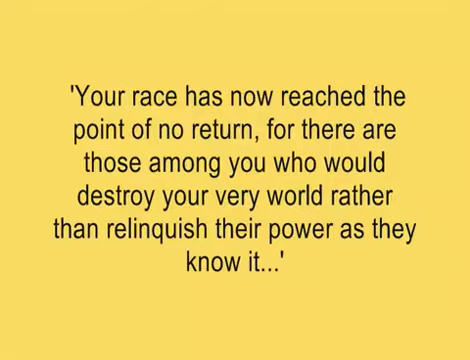 'Your race has now reached the
point of no return, for there are
those among you who would
destroy your very world rather
than relinquish their power as they
know it...'